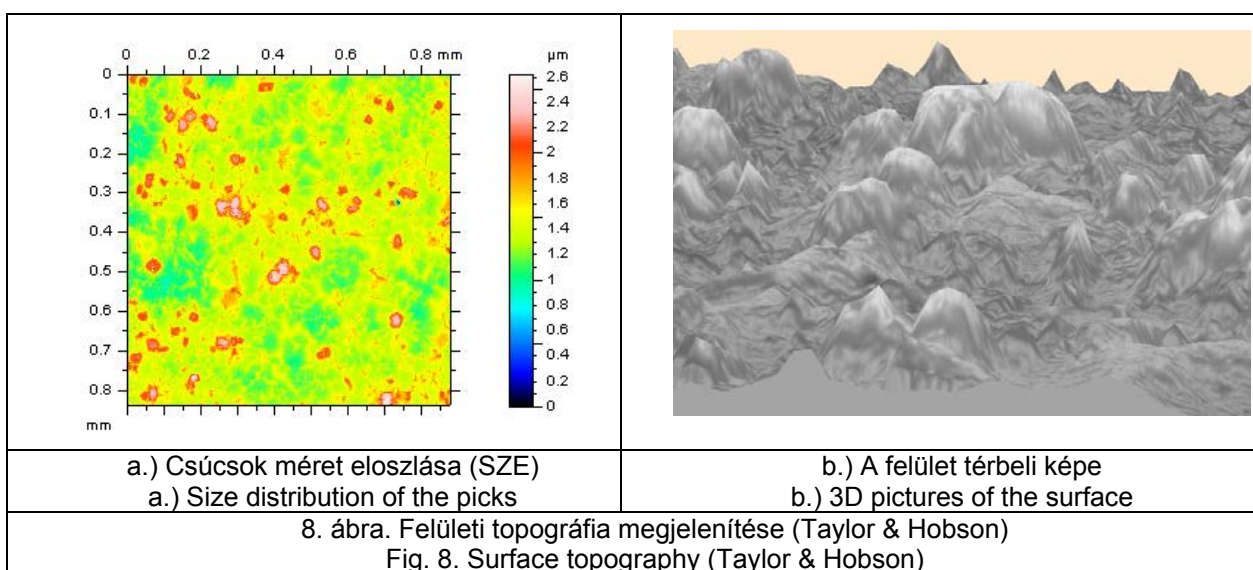 0 0.2 0.4 0.6 0.8 mm
µm
0
0.1
0.2
0.3
0.4
0.5
0.6
0.7
0.8
mm
2.6
2.4
2.2
2
1.8
1.6
1.4
1.2
1
0.8
0.6
0.4
0.2
0
a.) Csúcsok méret eloszlása (SZE)
a.) Size distribution of the picks
b.) A felület térbeli képe
b.) 3D pictures of the surface
8. ábra. Felületi topográfia megjelenítése (Taylor & Hobson)
Fig. 8. Surface topography (Taylor & Hobson)